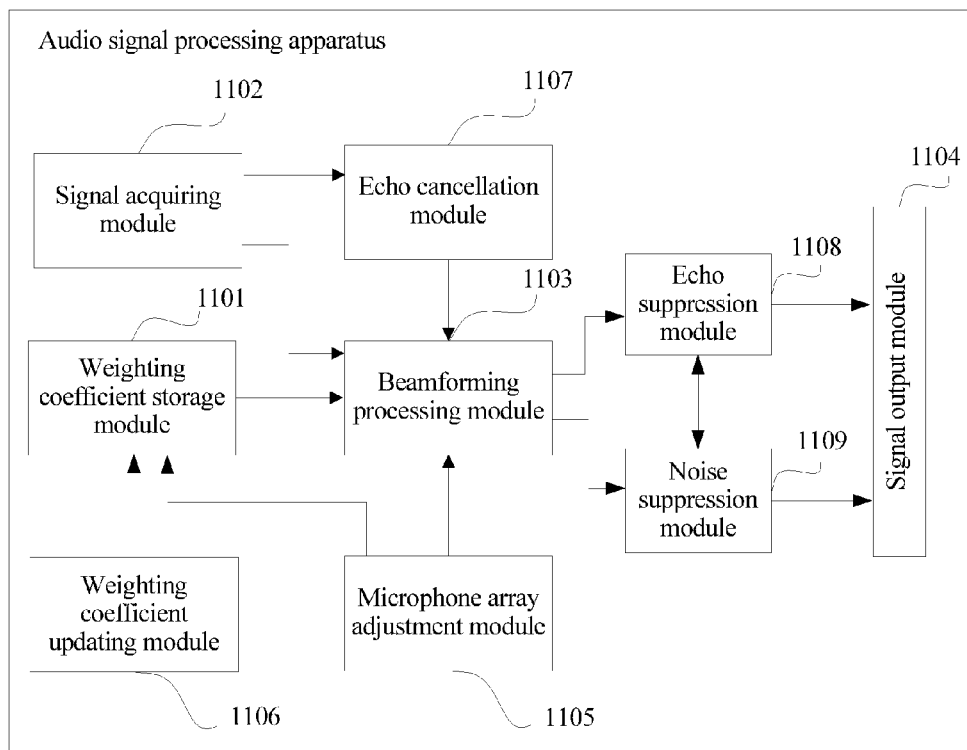 Audio signal processing apparatus
1102
1107
1104
Signal acquiring
module
Echo cancellation
module
1108
Echo
suppression
module
1101
1103
Weighting
coefficient storage
module
Beamforming
processing module
Signal output module
1109
Noise
suppression
module
Weighting
coefficient
updating module
Microphone array
adjustment module
1106
1105